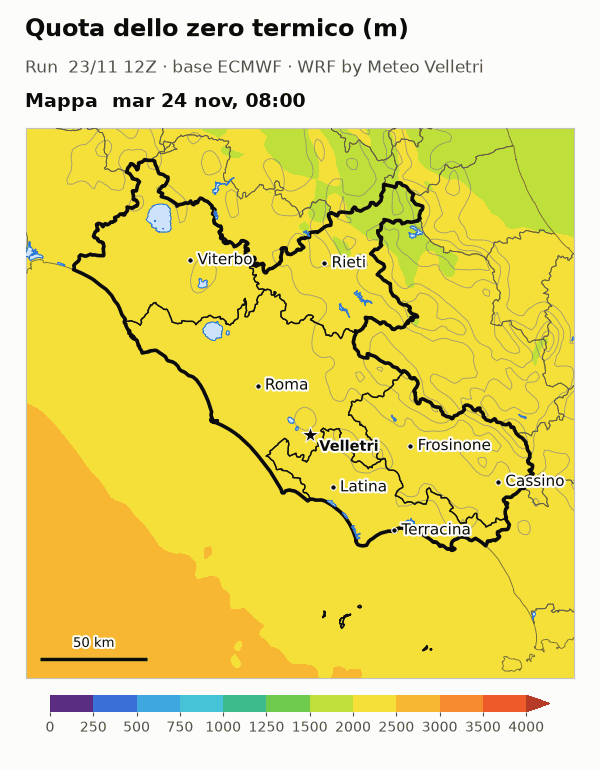 Quota dello zero termico (m)
Run  23/11 12Z · base ECMWF · WRF by Meteo Velletri
Mappa  mar 24 nov, 08:00
Viterbo
Rieti
Roma
Velletri
Frosinone
Cassino
Latina
Terracina
50 km
0 250 500 750 1000 1250 1500 2000 2500 3000 3500 4000